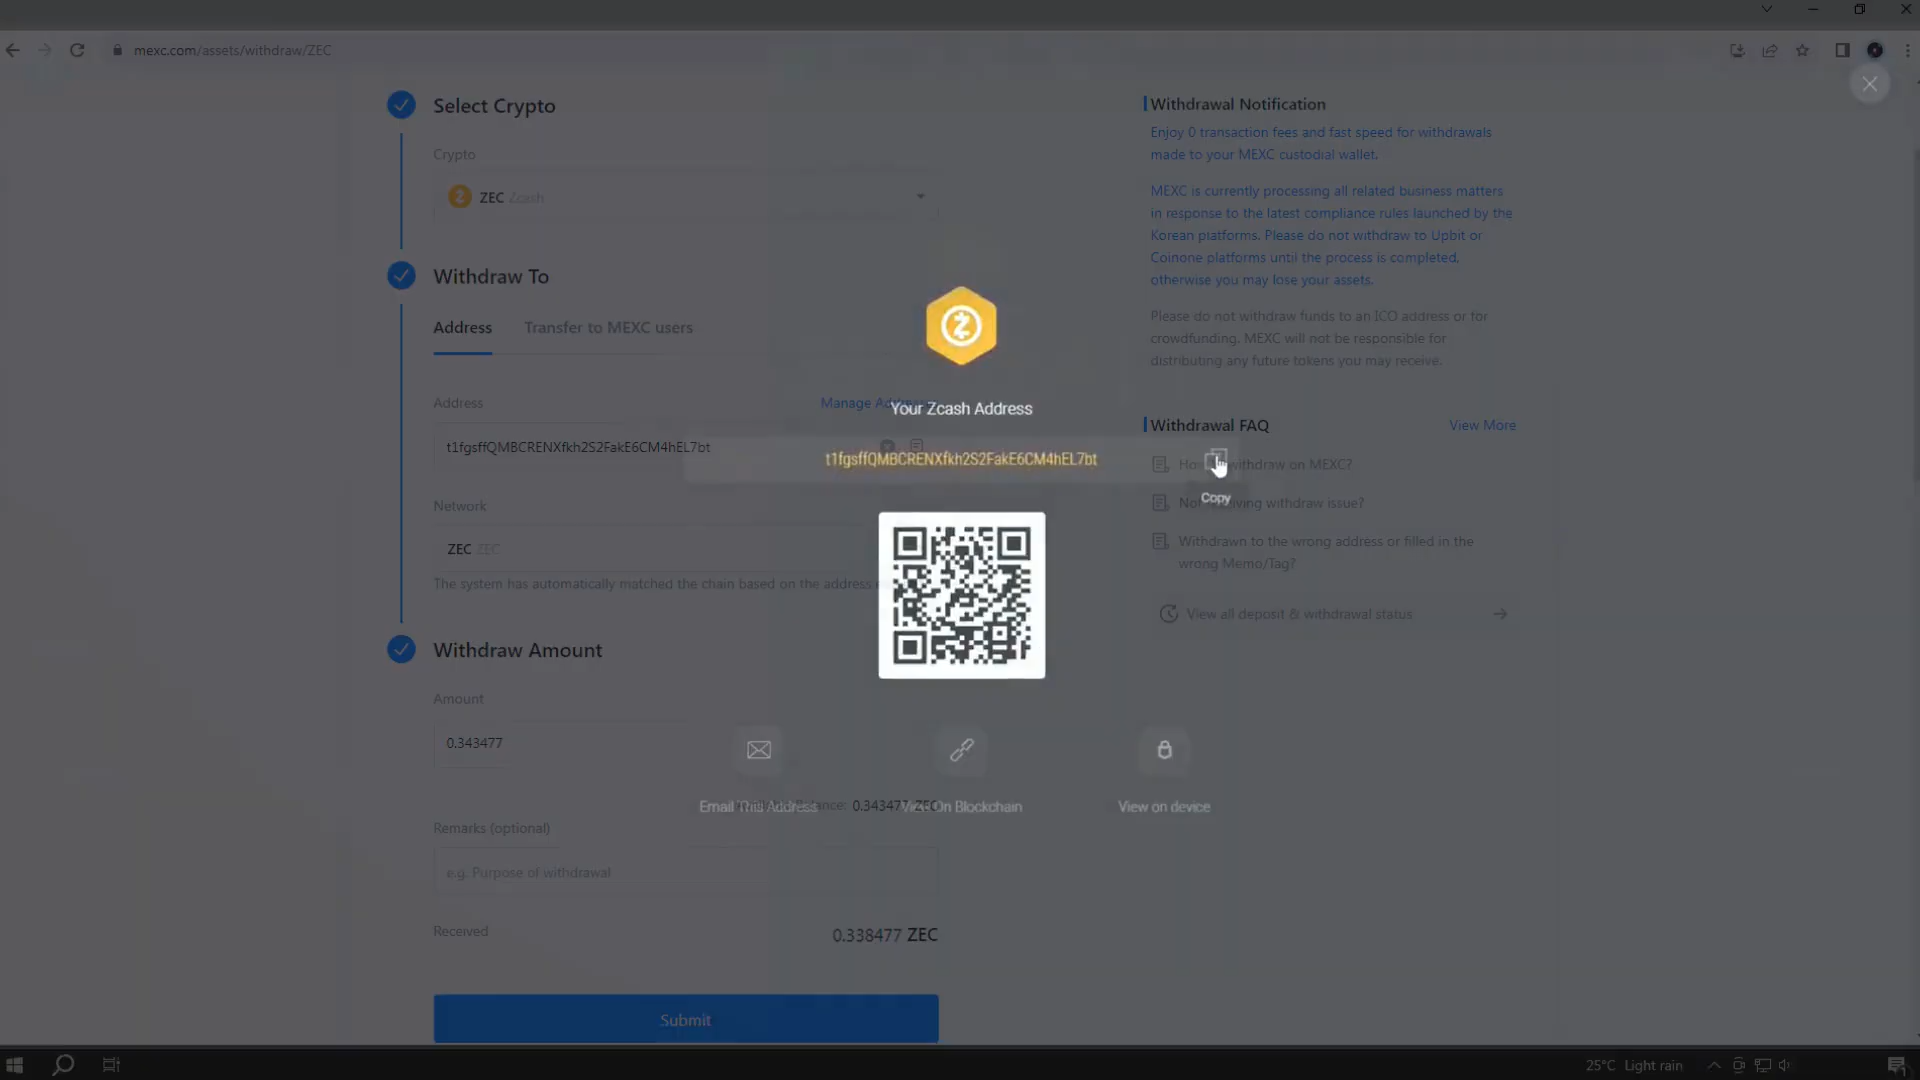 mexc.com/assets/withdraw/ZEC
Select Crypto
Crypto
ZEC Zcash
Withdraw To
Address
Transfer to MEXC users
Address
Manage
t1fgsffQMBCRENXfkh2S2FakE6CM4hEL7bt
Network
ZEC ZEC
The system has automatically matched the chain based on the address
Withdraw Amount
Amount
0.343477
0.343477 ZEC
Remarks (optional)
e.g. Purpose of withdrawal
Received
0.338477 ZEC
Submit
Your Zcash Address
t1fgsffQMBCRENXfkh2S2FakE6CM4hEL7bt
Copy
Email This Address
View On Blockchain
View on device
Withdrawal Notification
Enjoy 0 transaction fees and fast speed for withdrawals
made to your MEXC custodial wallet.
MEXC is currently processing all related business matters
in response to the latest compliance rules launched by the
Korean platforms. Please do not withdraw to Upbit or
Coinone platforms until the process is completed,
otherwise you may lose your assets.
Please do not withdraw funds to an ICO address or for
crowdfunding. MEXC will not be responsible for
distributing any future tokens you may receive.
Withdrawal FAQ
View More
withdraw on MEXC?
withdraw issue?
Withdrawn to the wrong address or filled in the
wrong Memo/Tag?
View all deposit & withdrawal status
25°C Light rain